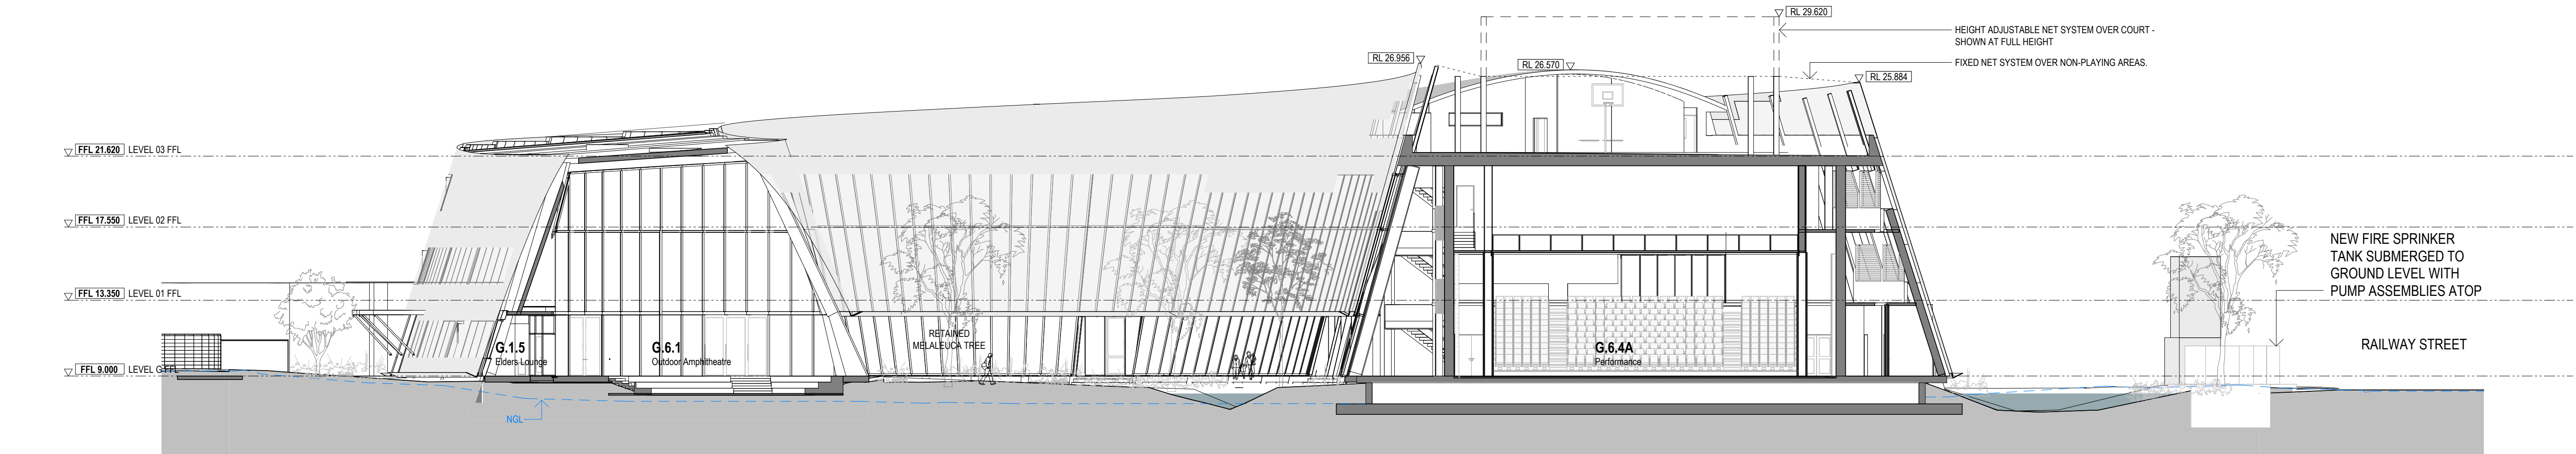 RL 29.620
HEIGHT ADJUSTABLE NET SYSTEM OVER COURT -
SHOWN AT FULL HEIGHT
RL 26.956
RL 26.570
FIXED NET SYSTEM OVER NON-PLAYING AREAS.
RL 25.884
FFL 21.620 LEVEL 03 FFL
FFL 17.550 LEVEL 02 FFL
NEW FIRE SPRINKER
TANK SUBMERGED TO
GROUND LEVEL WITH
PUMP ASSEMBLIES ATOP
FFL 13.350 LEVEL 01 FFL
RETAINED
MELALEUCA TREE
G.1.5
Elders Lounge
G.6.1
Outdoor Amphitheatre
G.6.4A
Performance
RAILWAY STREET
FFL 9.000 LEVEL G FFL
NGL